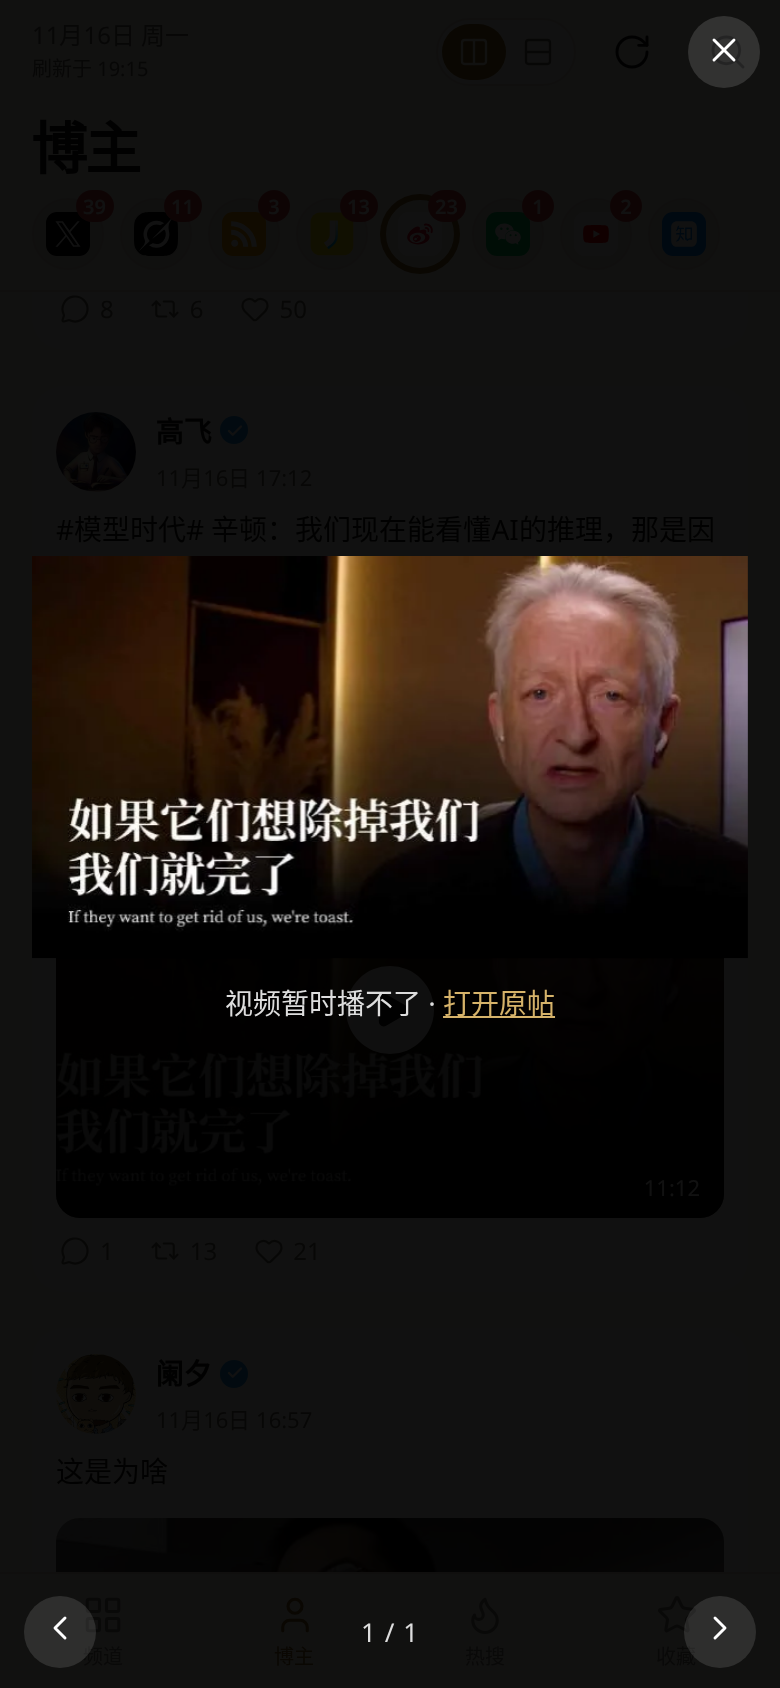 11月16日 周一
刷新于 19:15
博主
39
11
3
13
23
1
2
知
8
6
50
高飞
11月16日 17:12
#模型时代# 辛顿：我们现在能看懂AI的推理，那是因
如果它们想除掉我们
我们就完了
If they want to get rid of us, we're toast.
视频暂时播不了 · 打开原帖
如果它们想除掉我们
我们就完了
If they want to get rid of us, we're toast.
11:12
1
13
21
阑夕
11月16日 16:57
这是为啥
频道
博主
1 / 1
热搜
收藏